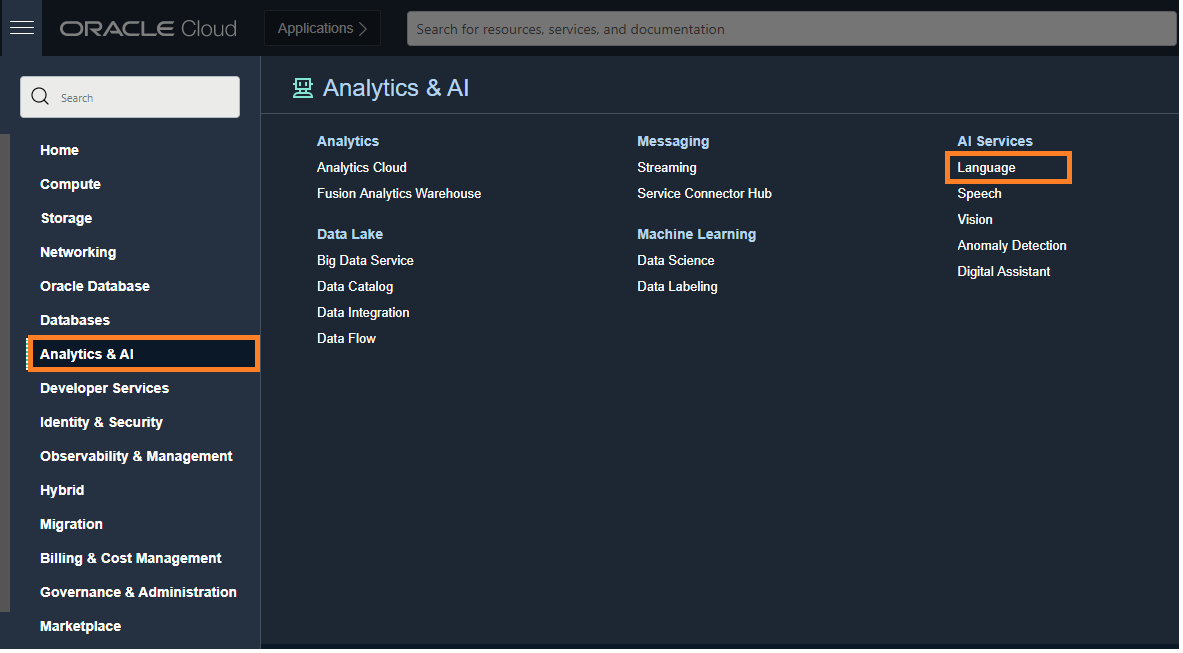 ORACLE Cloud
Applications
Search for resources, services, and documentation
Search
Home
Compute
Storage
Networking
Oracle Database
Databases
Analytics & AI
Developer Services
Identity & Security
Observability & Management
Hybrid
Migration
Billing & Cost Management
Governance & Administration
Marketplace
Analytics & AI
Analytics
Analytics Cloud
Fusion Analytics Warehouse
Data Lake
Big Data Service
Data Catalog
Data Integration
Data Flow
Messaging
Streaming
Service Connector Hub
Machine Learning
Data Science
Data Labeling
AI Services
Language
Speech
Vision
Anomaly Detection
Digital Assistant